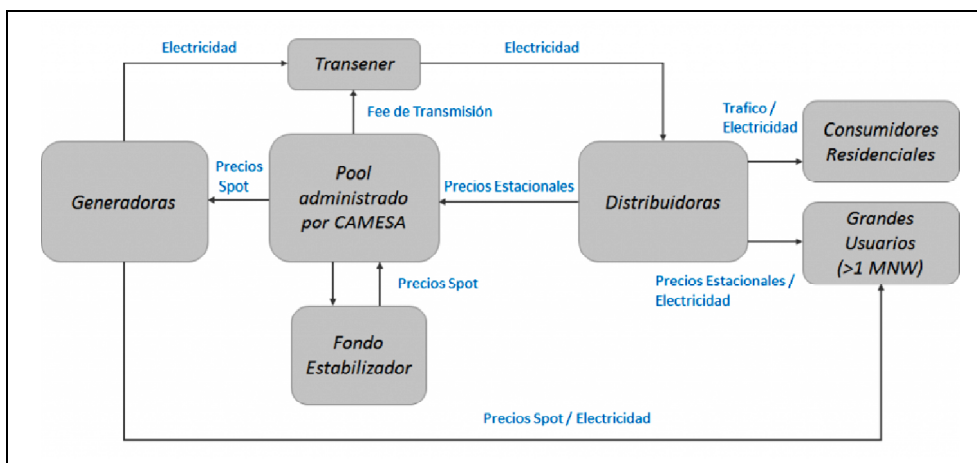 Electricidad
Electricidad
Transener
Fee de Transmisión
Trafico /
Electricidad
Consumidores
Residenciales
Generadoras
Precios
Spot
Pool
administrado
por CAMESA
Precios Estacionales
Distribuidoras
Grandes
Usuarios
(>1 MNW)
Precios Spot
Precios Estacionales /
Electricidad
Fondo
Estabilizador
Precios Spot / Electricidad